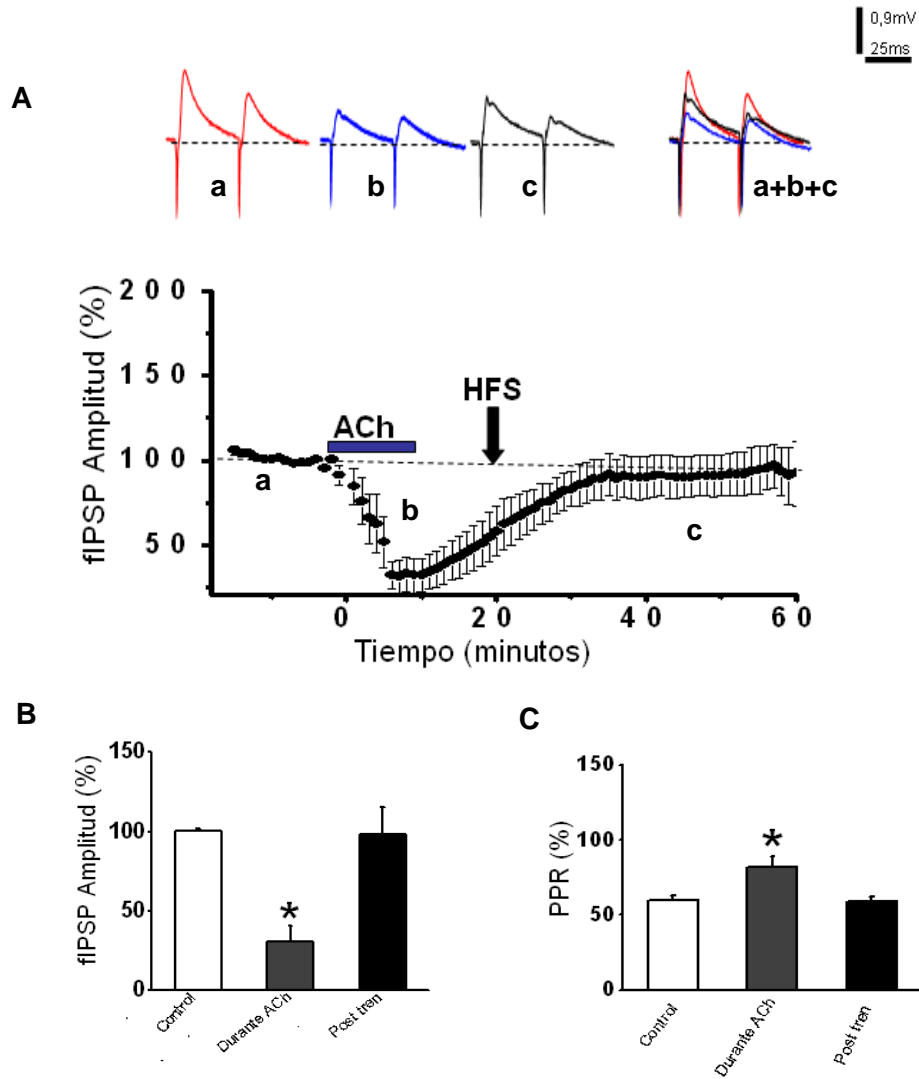 0,9mV
25ms
A
a
b
c
a+b+c
fIPSP Amplitud (%)
200
150
100
50
ACh
HFS
a
b
c
0 20 40 60
Tiempo (minutos)
B
fIPSP Amplitud (%)
150
100
50
0
*
Control
Durante ACh
Post tren
C
PPR (%)
150
100
50
0
*
Control
Durante ACh
Post tren